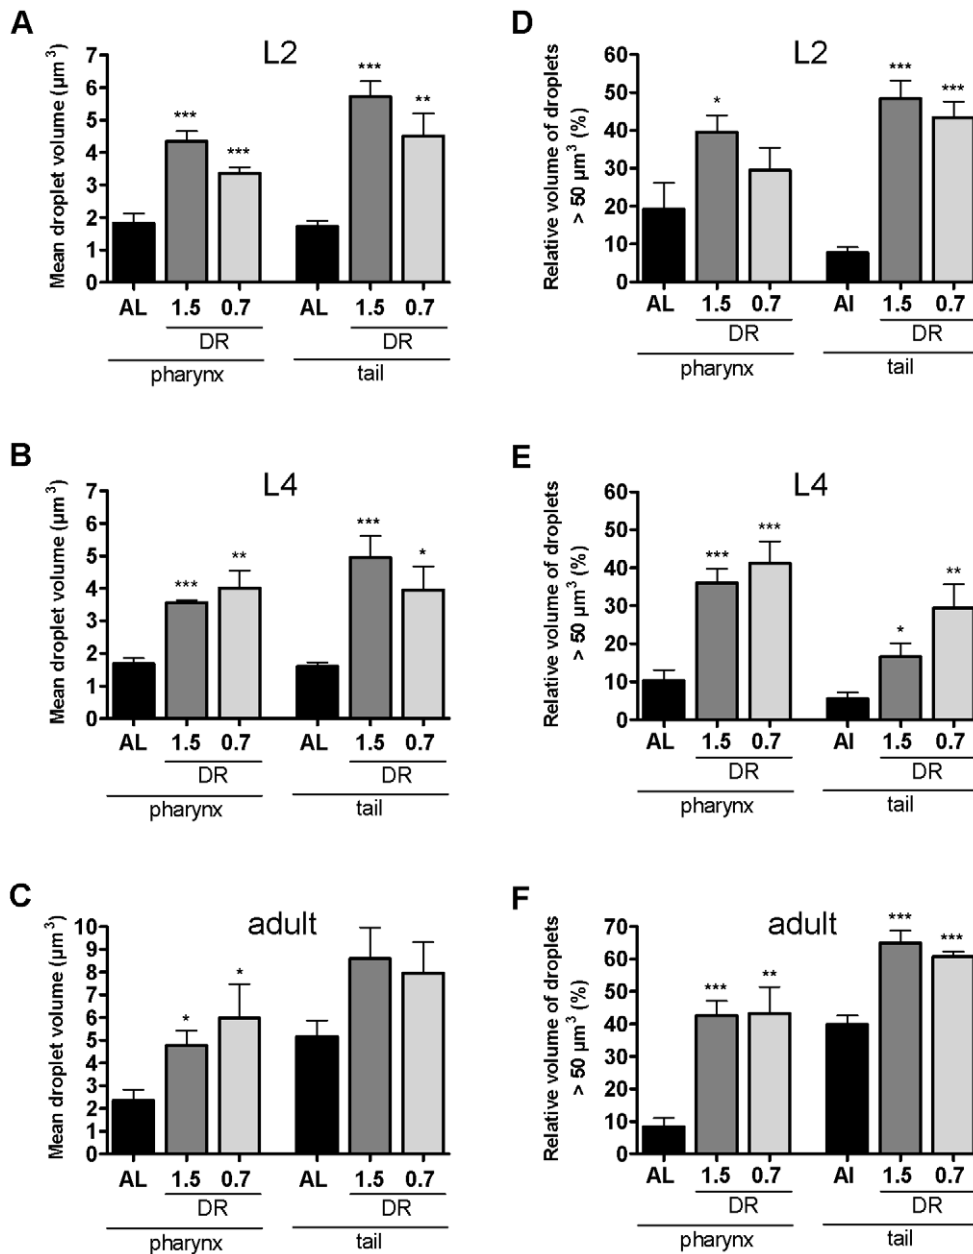 A
L2
Mean droplet volume (µm³)
7
6
5
4
3
2
1
0
***
***
***
**
AL 1.5 0.7 AL 1.5 0.7
DR DR
pharynx tail
D
L2
Relative volume of droplets
> 50 µm³ (%)
60
50
40
30
20
10
0
*
***
***
AL 1.5 0.7 AI 1.5 0.7
DR DR
pharynx tail
B
L4
Mean droplet volume (µm³)
7
6
5
4
3
2
1
0
***
**
***
*
AL 1.5 0.7 AL 1.5 0.7
DR DR
pharynx tail
E
L4
Relative volume of droplets
> 50 µm³ (%)
60
50
40
30
20
10
0
***
***
*
**
AL 1.5 0.7 AI 1.5 0.7
DR DR
pharynx tail
C
adult
Mean droplet volume (µm³)
10
9
8
7
6
5
4
3
2
1
0
*
*
AL 1.5 0.7 AL 1.5 0.7
DR DR
pharynx tail
F
adult
Relative volume of droplets
> 50 µm³ (%)
70
60
50
40
30
20
10
0
***
**
***
***
AL 1.5 0.7 AI 1.5 0.7
DR DR
pharynx tail